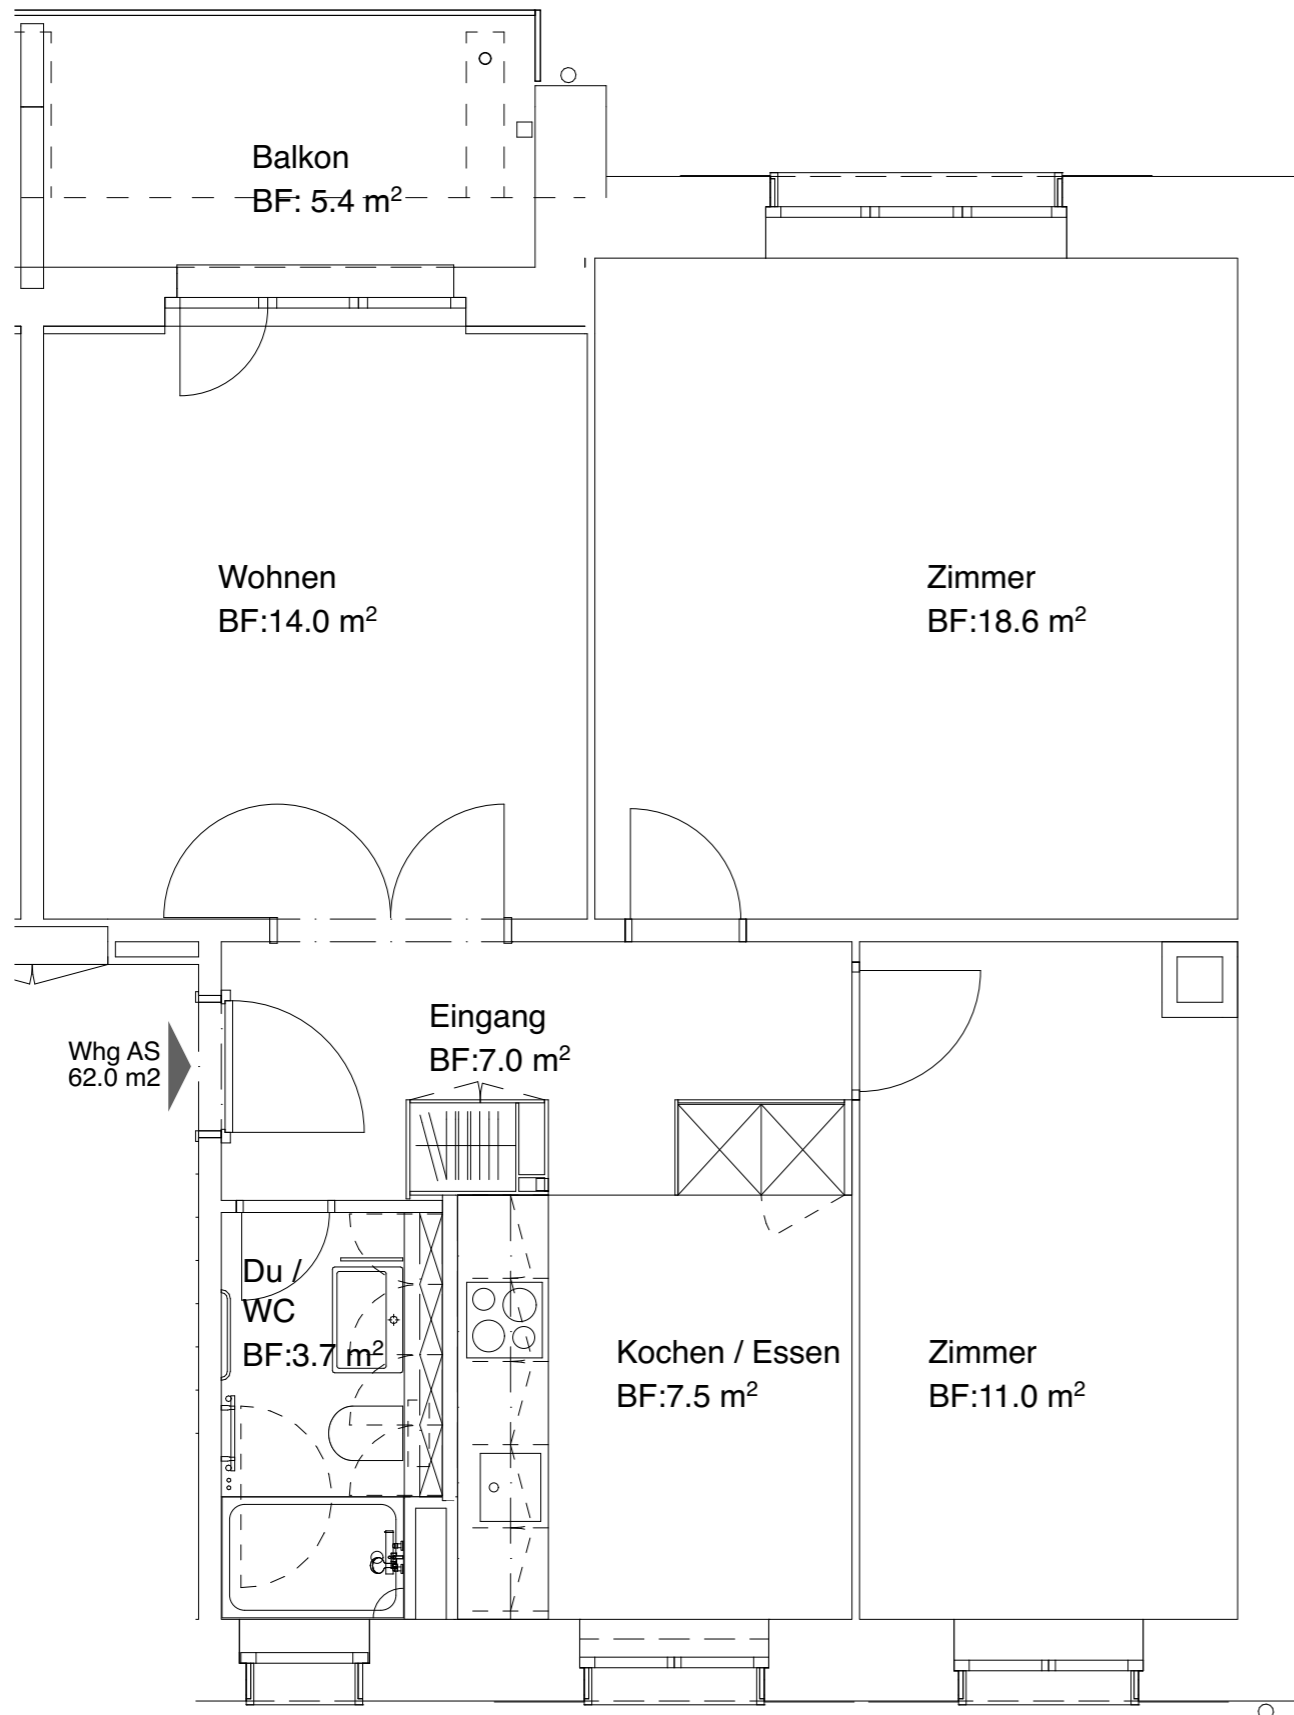 Balkon
BF: 5.4 m²
Wohnen
BF:14.0 m²
Zimmer
BF:18.6 m²
Eingang
BF:7.0 m²
Whg AS
62.0 m2
Du /
WC
BF:3.7 m²
Kochen / Essen
BF:7.5 m²
Zimmer
BF:11.0 m²